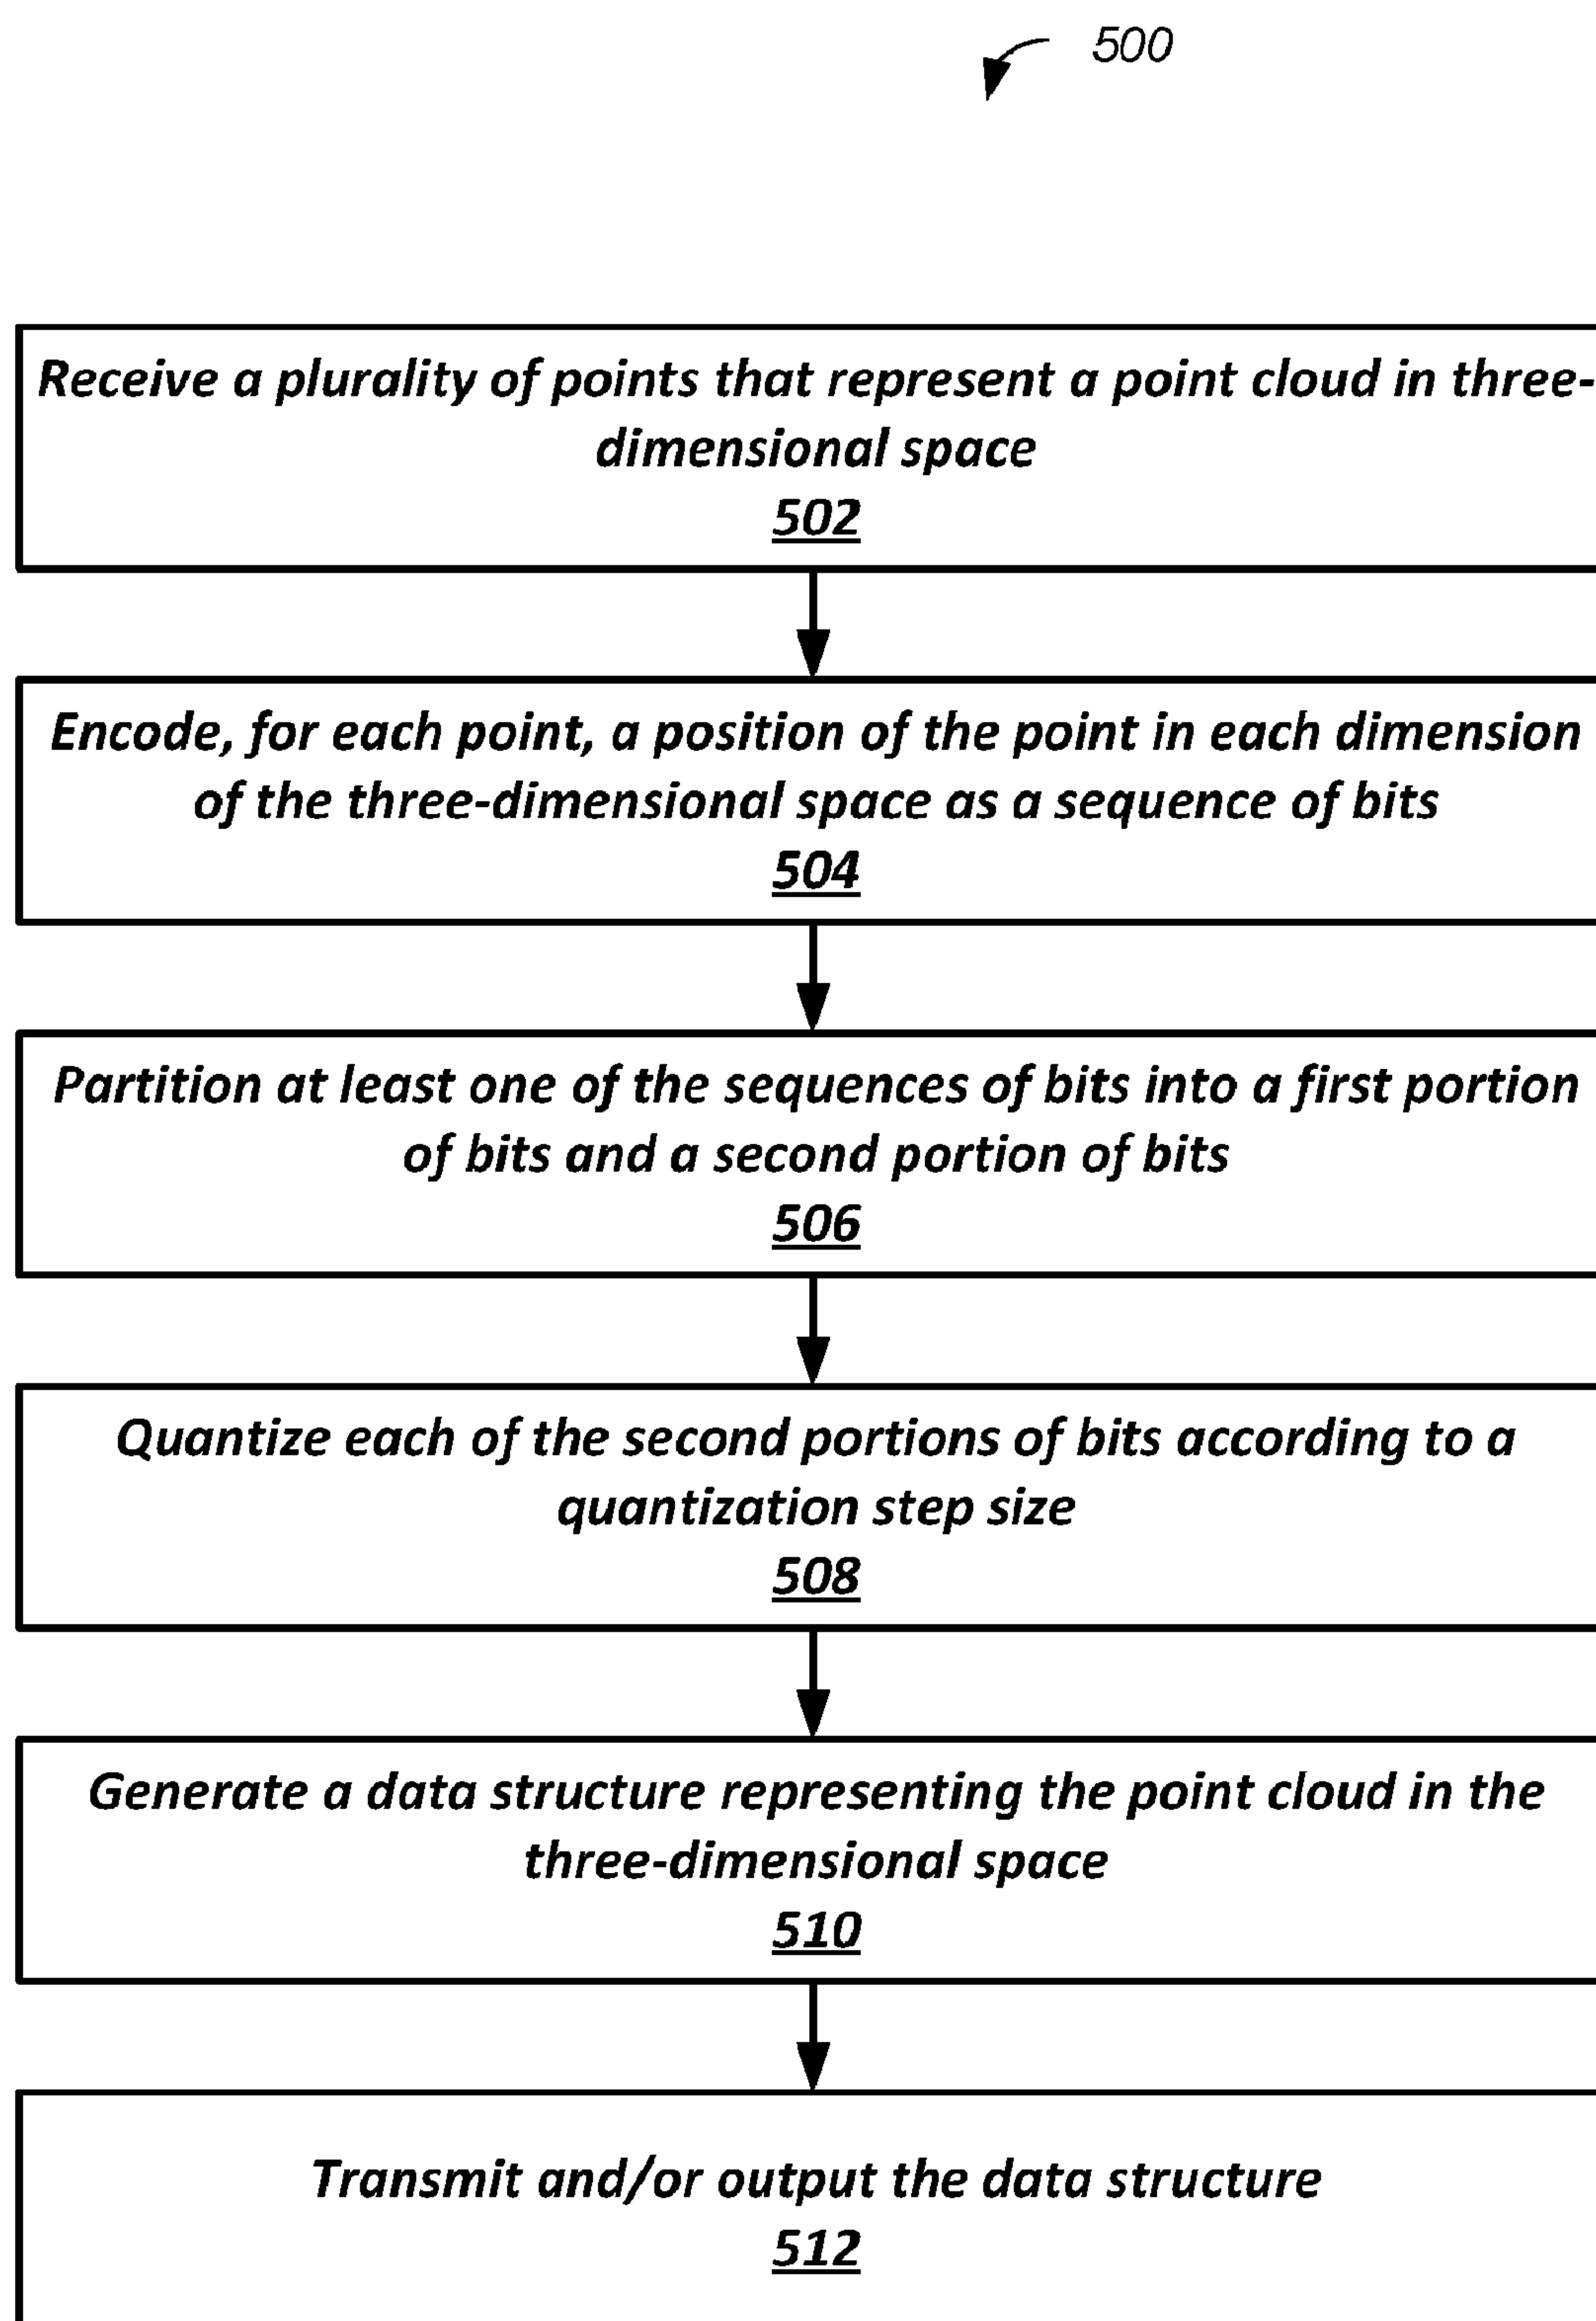 500
Receive a plurality of points that represent a point cloud in three-
dimensional space
502
Encode, for each point, a position of the point in each dimension
of the three-dimensional space as a sequence of bits
504
Partition at least one of the sequences of bits into a first portion
of bits and a second portion of bits
506
Quantize each of the second portions of bits according to a
quantization step size
508
Generate a data structure representing the point cloud in the
three-dimensional space
510
Transmit and/or output the data structure
512